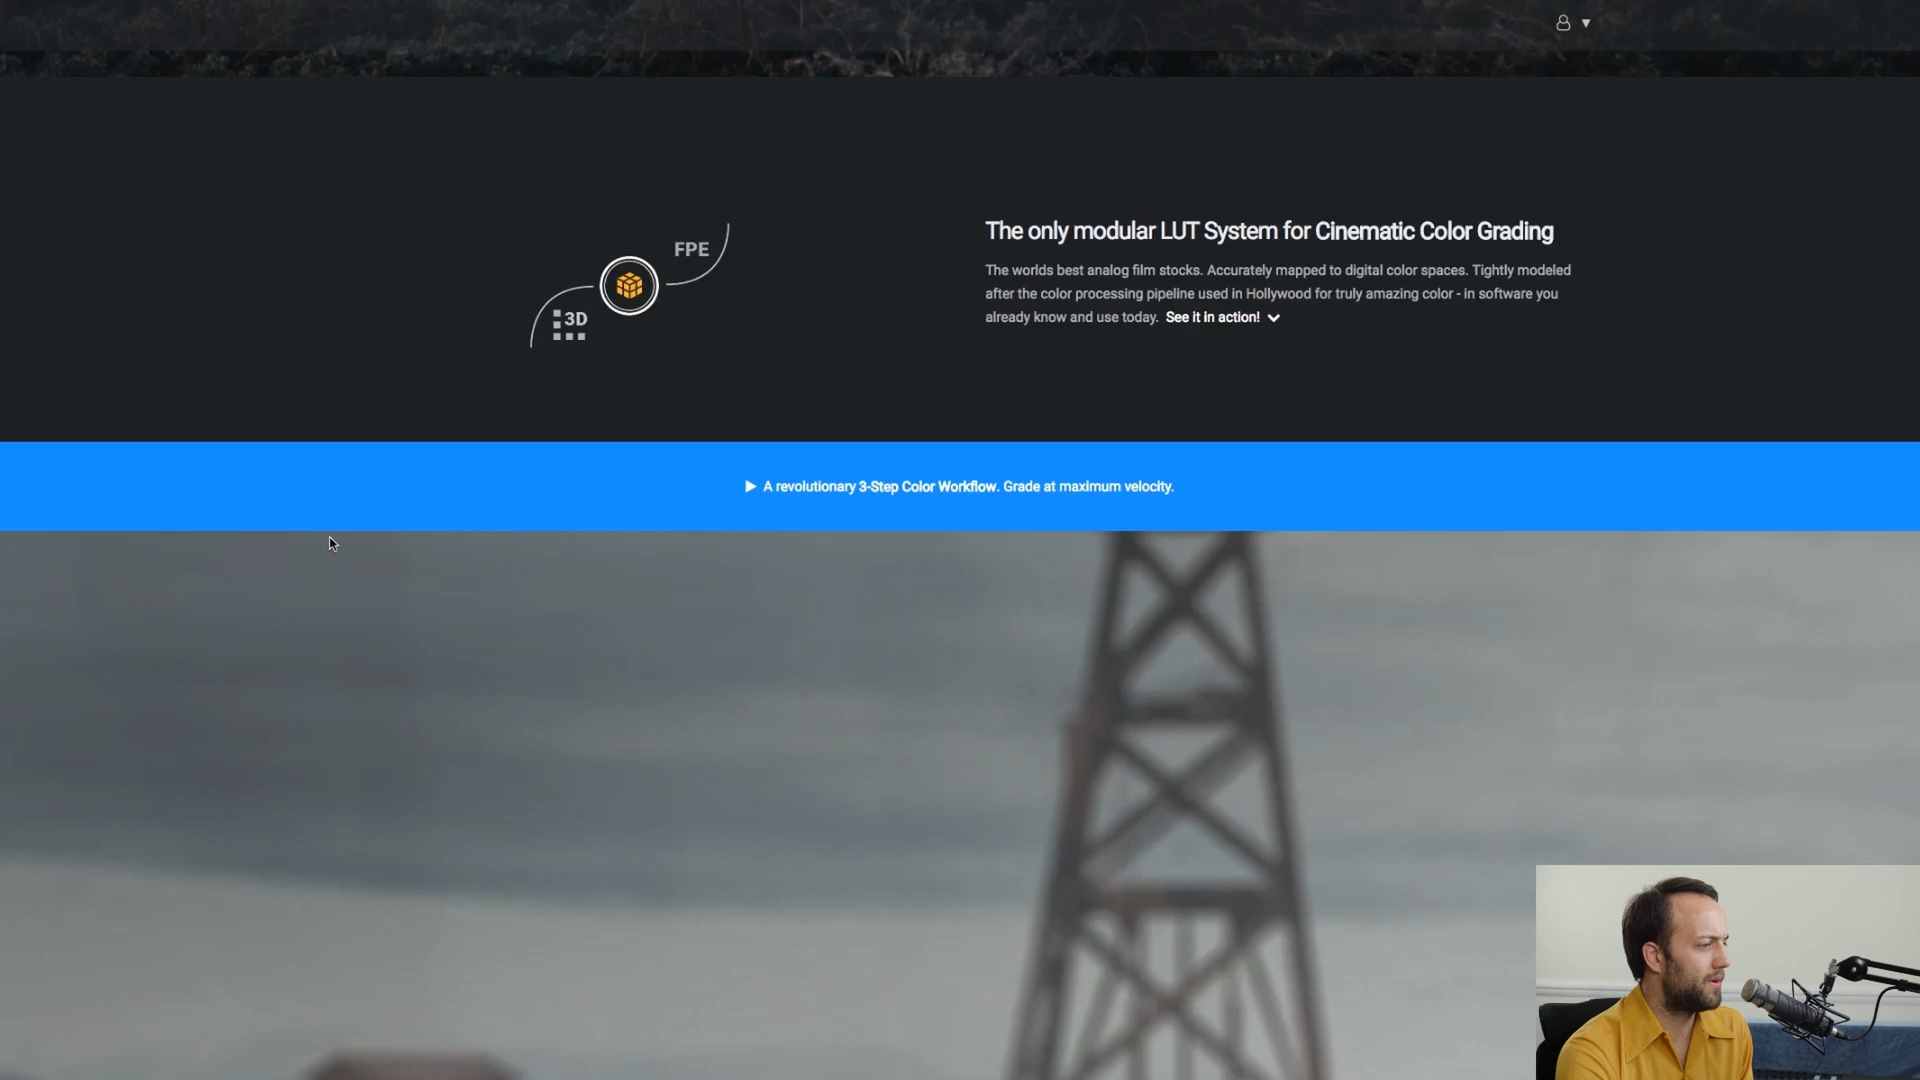 FPE
3D
The only modular LUT System for Cinematic Color Grading
The worlds best analog film stocks. Accurately mapped to digital color spaces. Tightly modeled
after the color processing pipeline used in Hollywood for truly amazing color - in software you
already know and use today. See it in action!
A revolutionary 3-Step Color Workflow. Grade at maximum velocity.